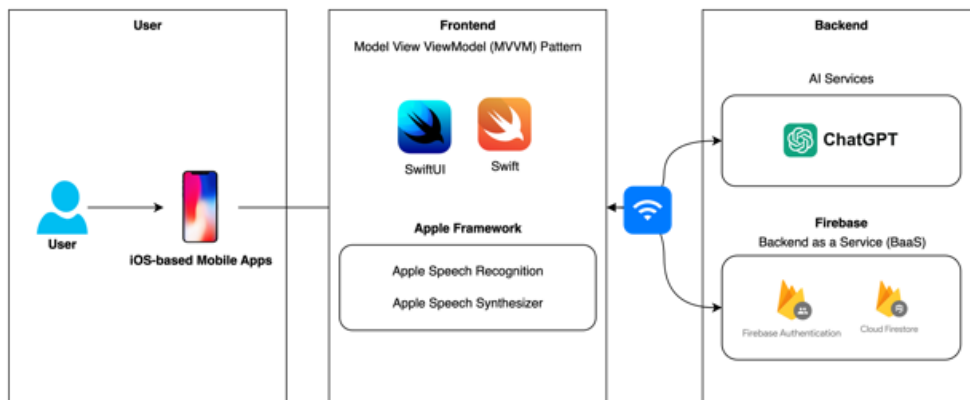 User
User
iOS-based Mobile Apps
Frontend
Model View ViewModel (MVVM) Pattern
SwiftUI
Swift
Apple Framework
Apple Speech Recognition
Apple Speech Synthesizer
Backend
AI Services
ChatGPT
Firebase
Backend as a Service (BaaS)
Firebase Authentication
Cloud Firestore